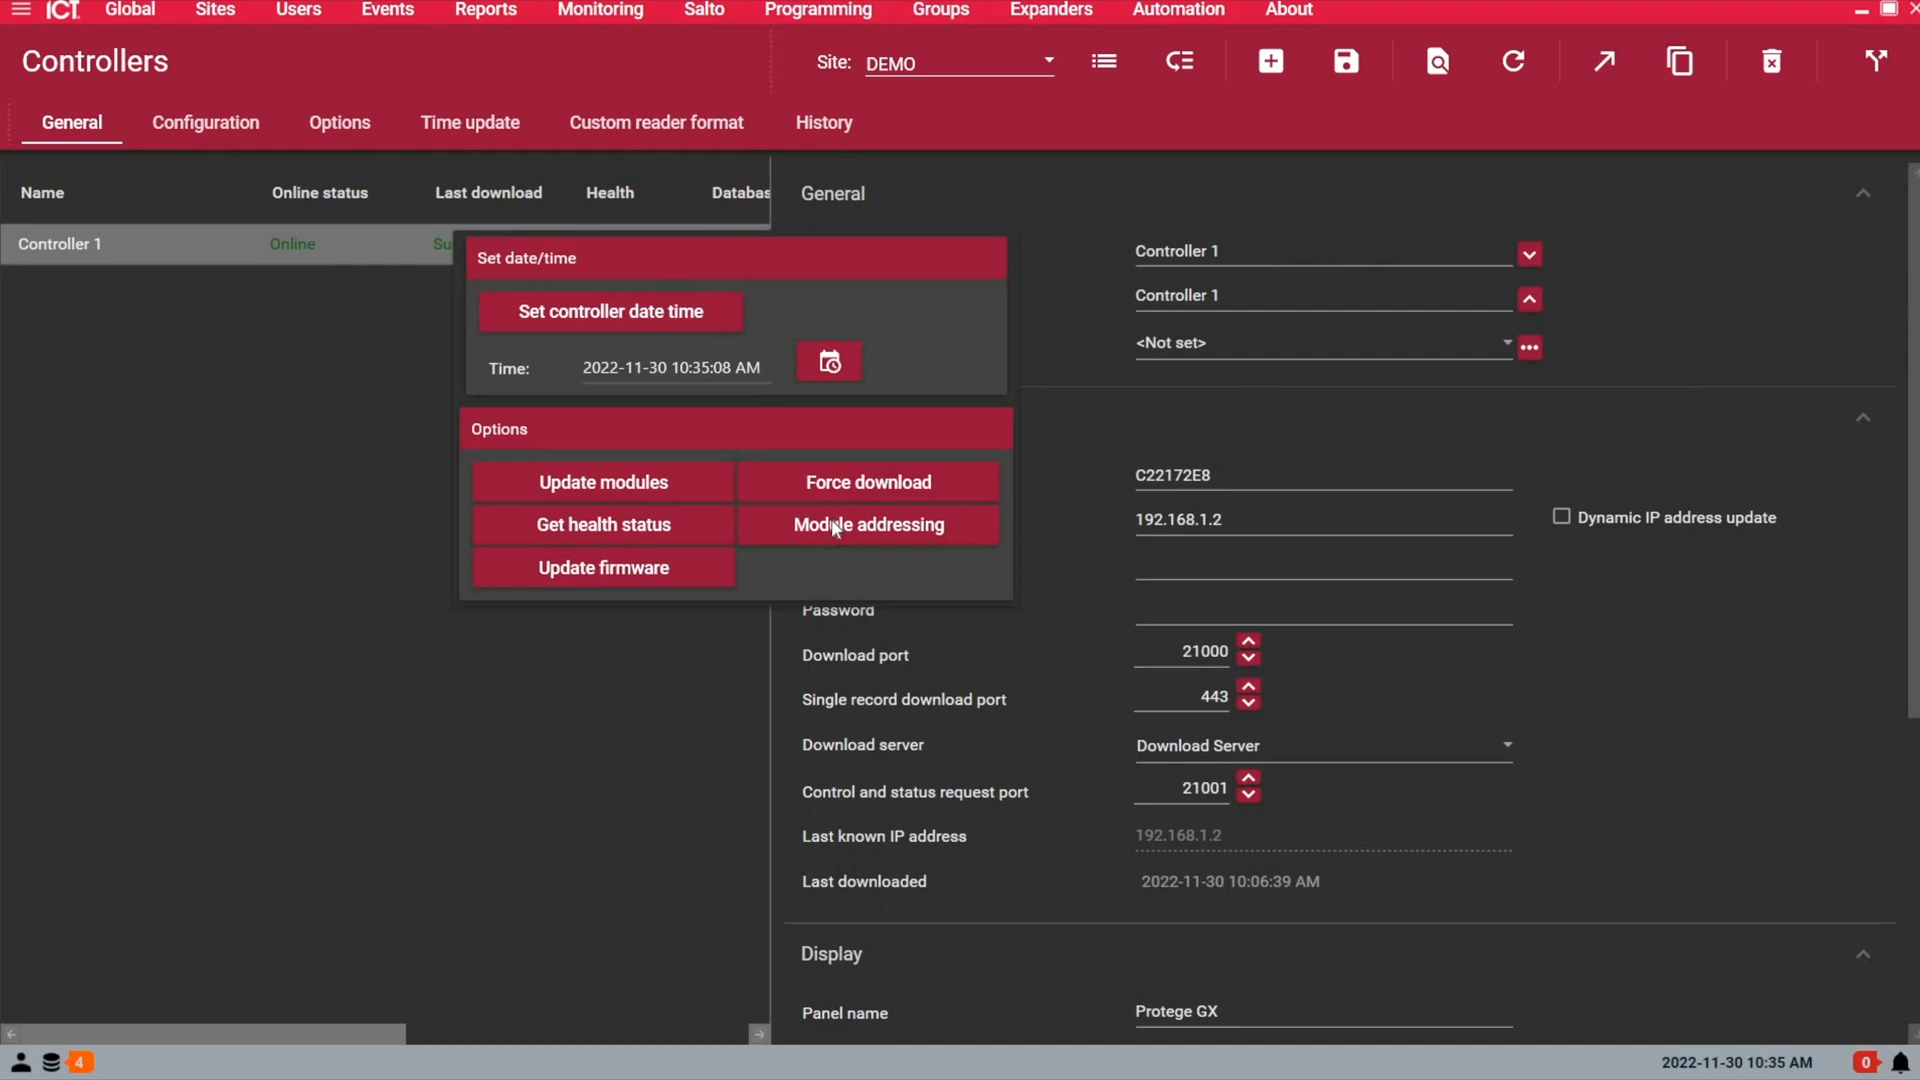 ICT. Global Sites Users Events Reports Monitoring Salto Programming Groups Expanders Automation About
Controllers
Site: DEMO
General Configuration Options Time update Custom reader format History
Name Online status Last download Health Databas
General
Controller 1 Online Su
Controller 1
Controller 1
<Not set>
Set date/time
Set controller date time
Time: 2022-11-30 10:35:08 AM
Options
Update modules Force download
Get health status Module addressing
Update firmware
C22172E8
192.168.1.2
Dynamic IP address update
Password
Download port 21000
Single record download port 443
Download server Download Server
Control and status request port 21001
Last known IP address 192.168.1.2
Last downloaded 2022-11-30 10:06:39 AM
Display
Panel name Protege GX
4
2022-11-30 10:35 AM 0